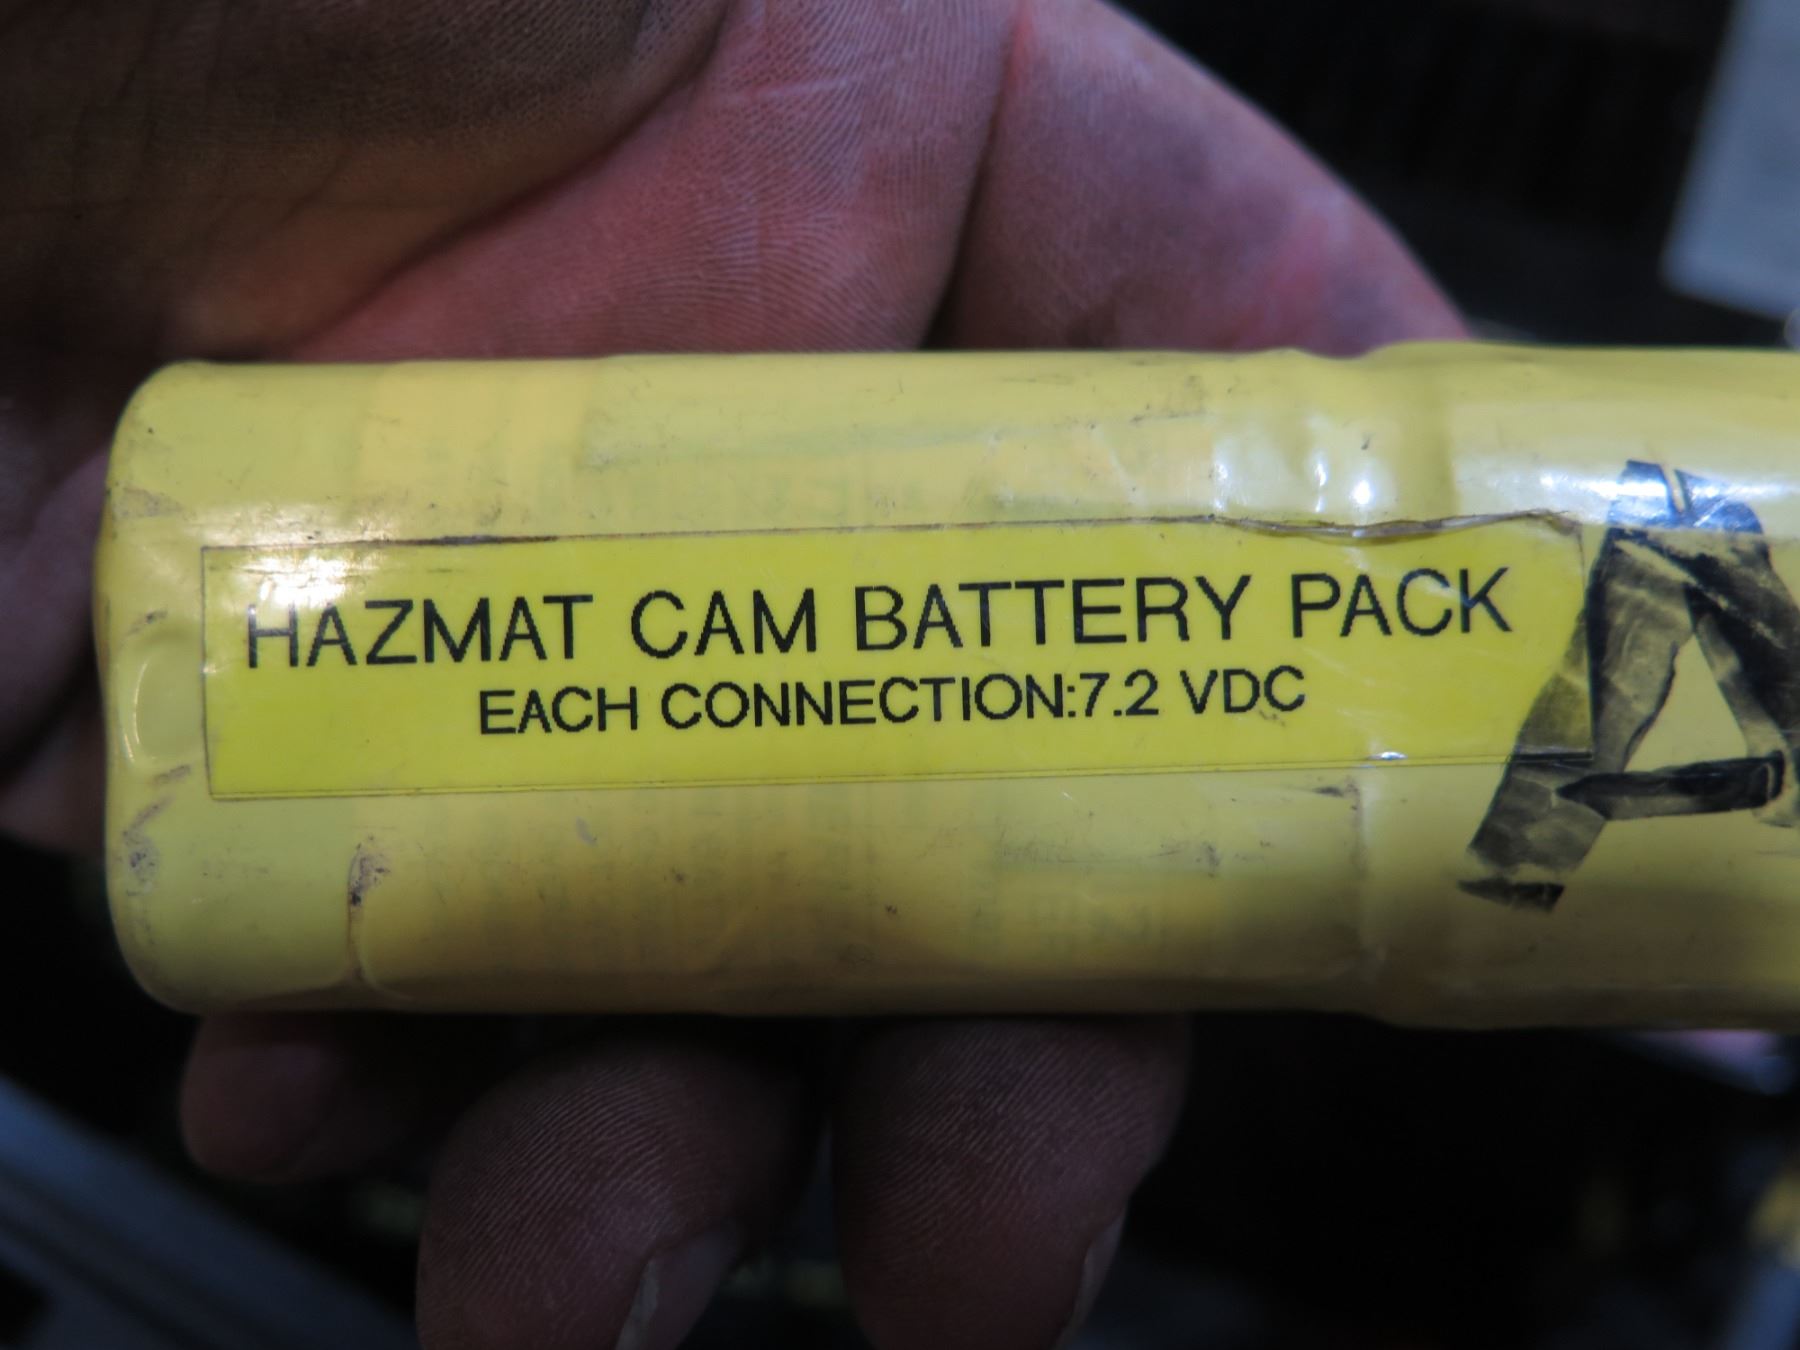 HAZMAT CAM BATTERY PACK
EACH CONNECTION:7.2 VDC
A